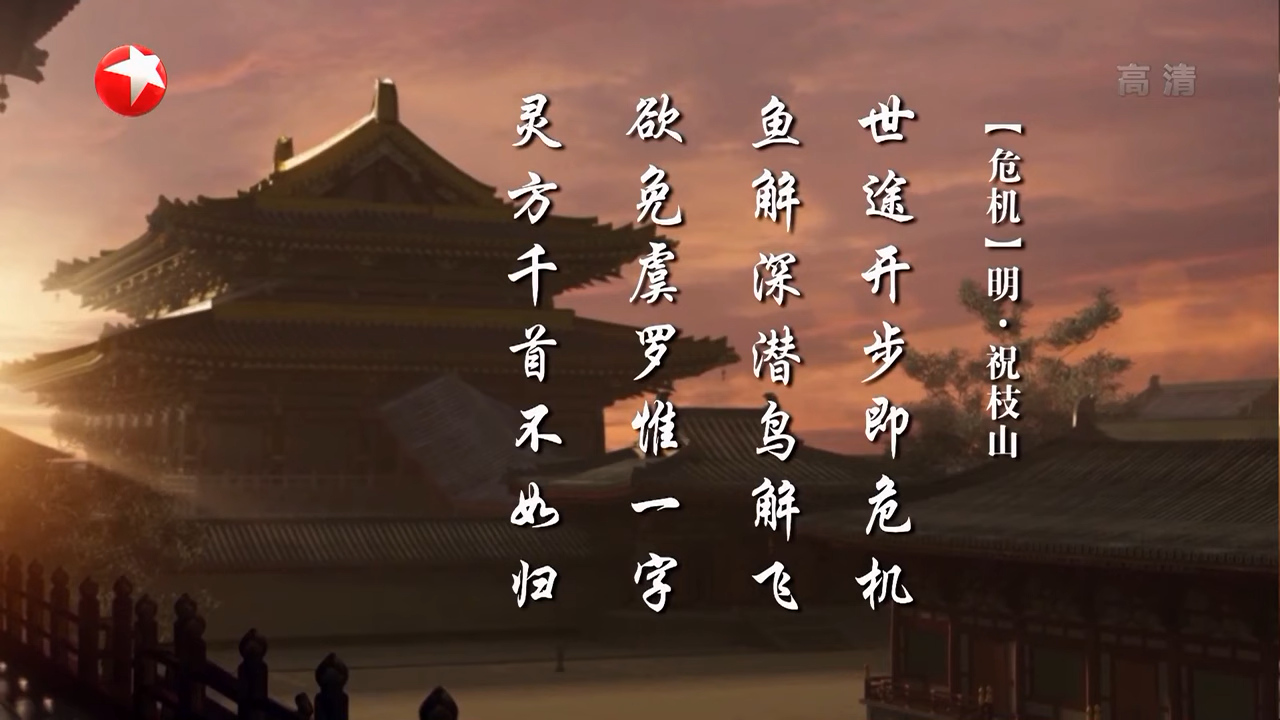 高清
【危机】明·祝枝山
世途开步即危机
鱼解深潜鸟解飞
欲免虞罗惟一字
灵方千首不如归